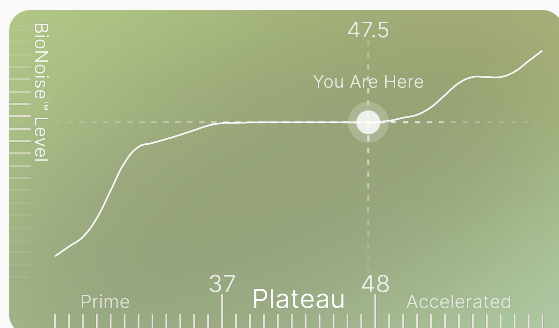 47.5
You Are Here
BioNoise™ Level
37
48
Prime
Plateau
Accelerated